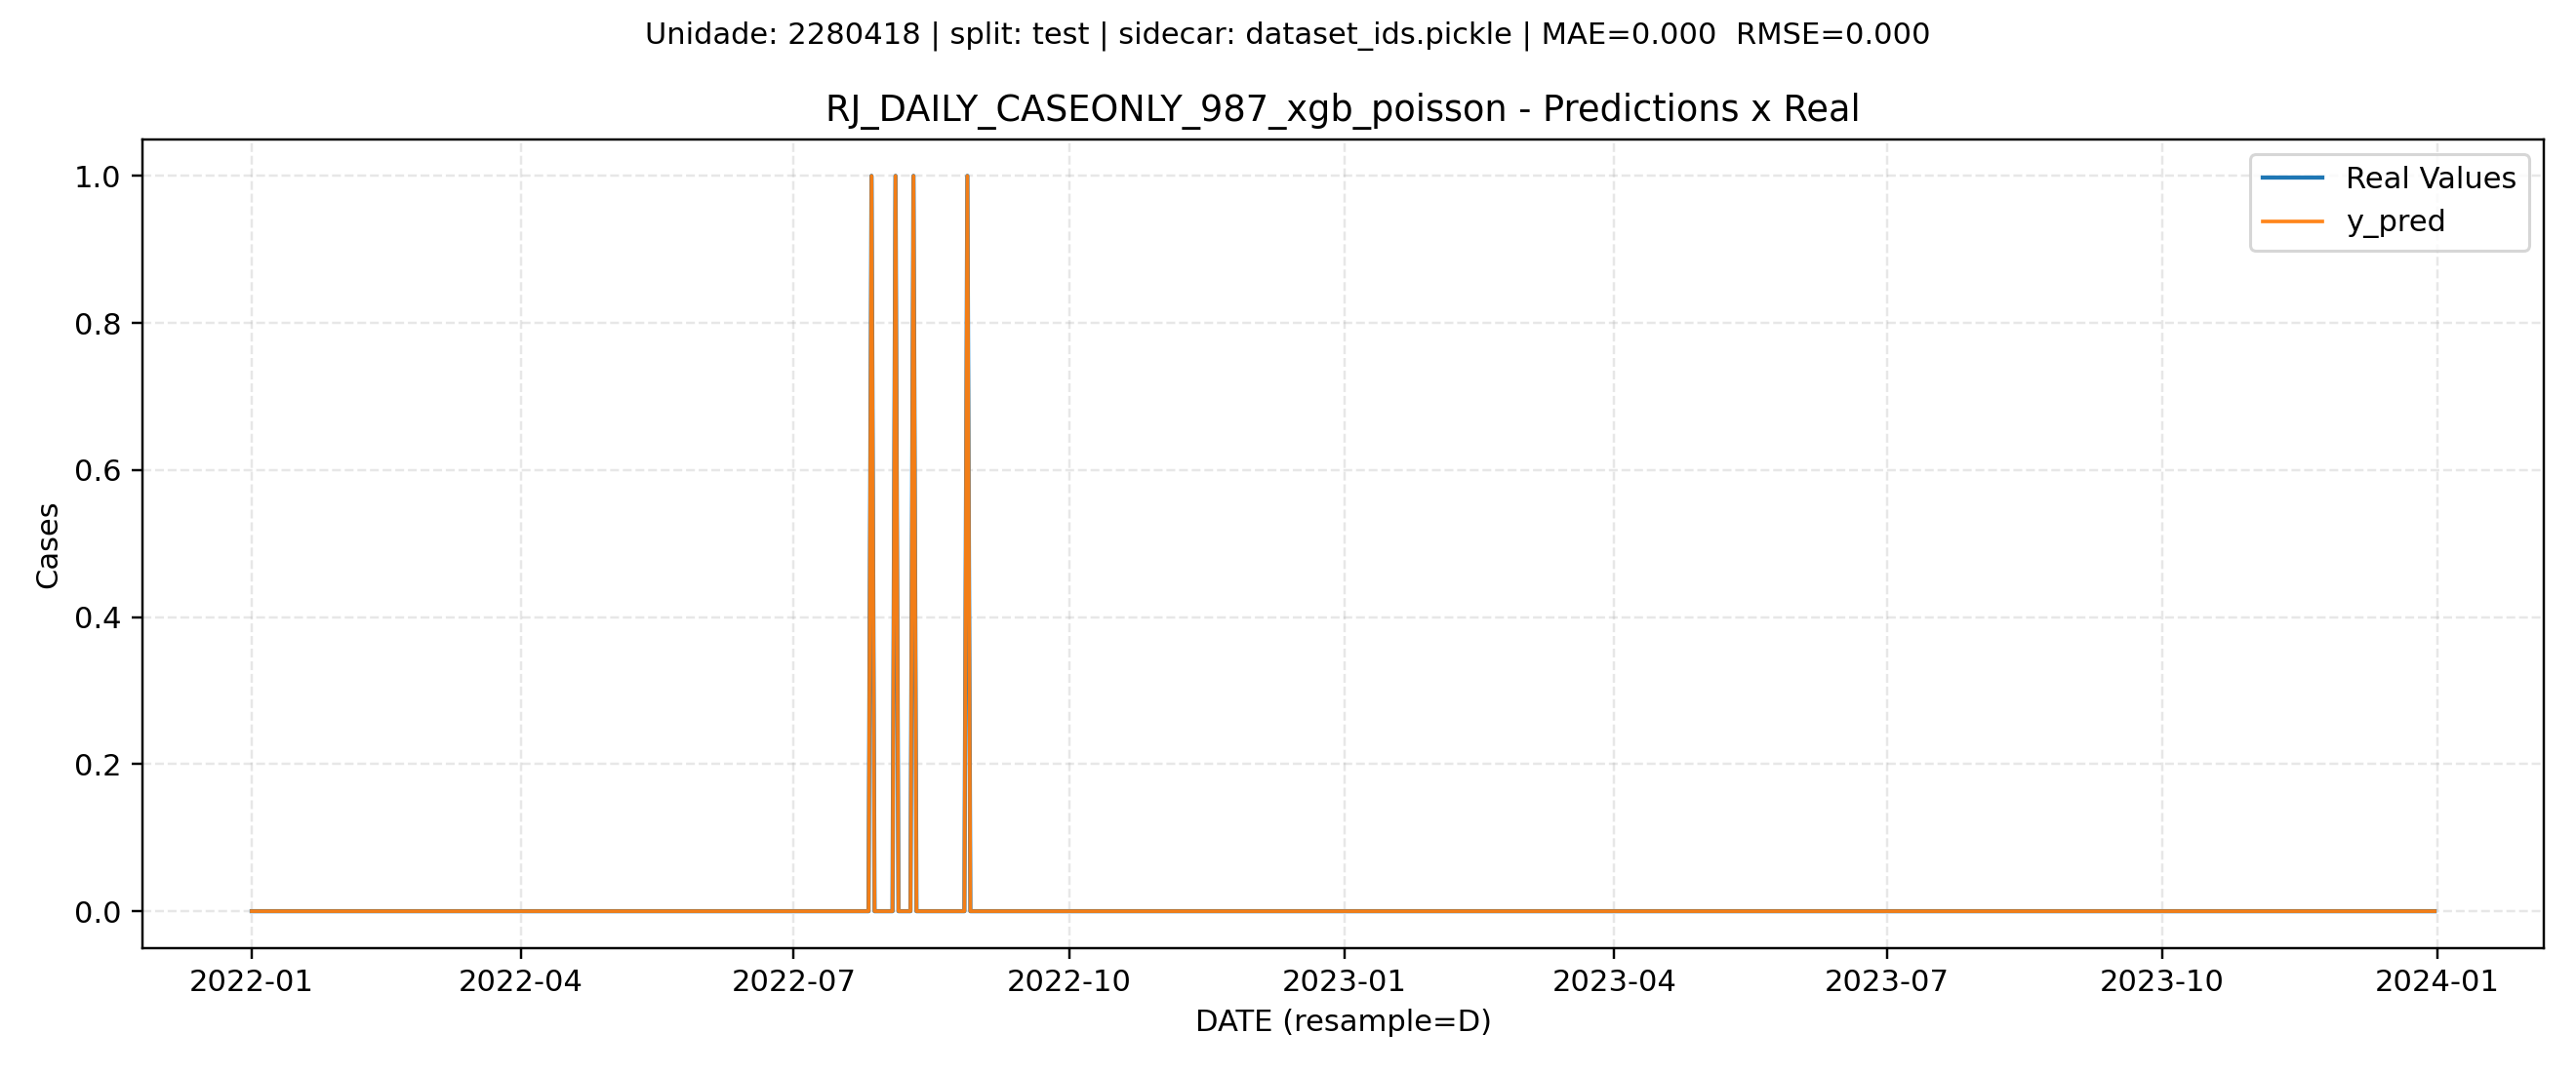 Unidade: 2280418 | split: test | sidecar: dataset_ids.pickle | MAE=0.000  RMSE=0.000
RJ_DAILY_CASEONLY_987_xgb_poisson - Predictions x Real
Real Values
y_pred
Cases
1.0
0.8
0.6
0.4
0.2
0.0
2022-01 2022-04 2022-07 2022-10 2023-01 2023-04 2023-07 2023-10 2024-01
DATE (resample=D)